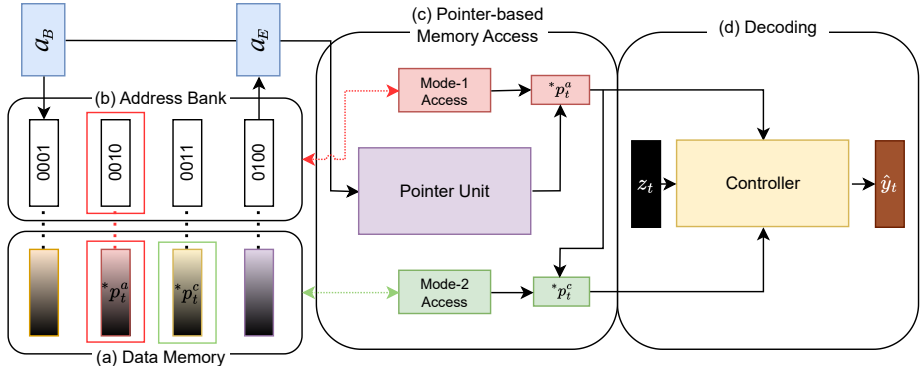 a_B
a_E
(c) Pointer-based
Memory Access
(d) Decoding
(b) Address Bank
0001
0010
0011
0100
Mode-1
Access
*p_t^a
Pointer Unit
z_t
Controller
ŷ_t
*p_t^a
*p_t^c
Mode-2
Access
*p_t^c
(a) Data Memory